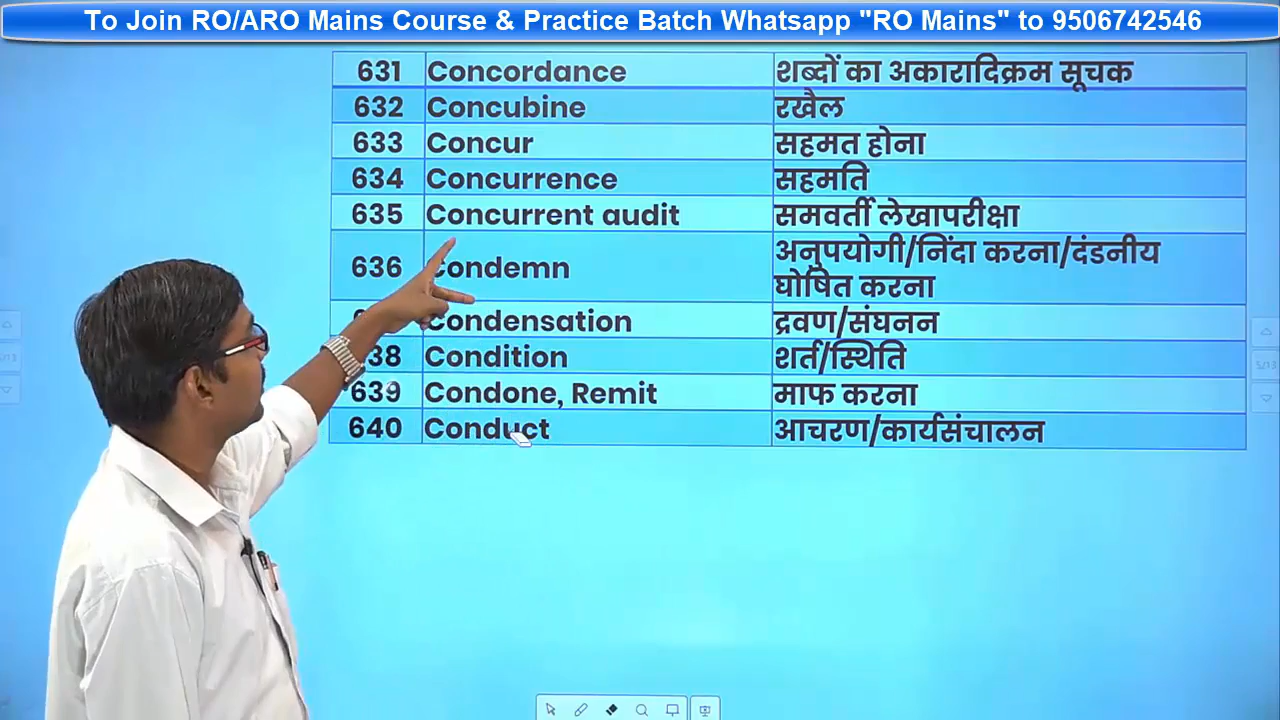 To Join RO/ARO Mains Course & Practice Batch Whatsapp "RO Mains" to 9506742546
631 Concordance शब्दों का अकारादिक्रम सूचक
632 Concubine रखैल
633 Concur सहमत होना
634 Concurrence सहमति
635 Concurrent audit समवर्ती लेखापरीक्षा
636 Condemn अनुपयोगी/निंदा करना/दंडनीय
घोषित करना
Condensation द्रवण/संघनन
638 Condition शर्त/स्थिति
639 Condone, Remit माफ करना
640 Conduct आचरण/कार्यसंचालन